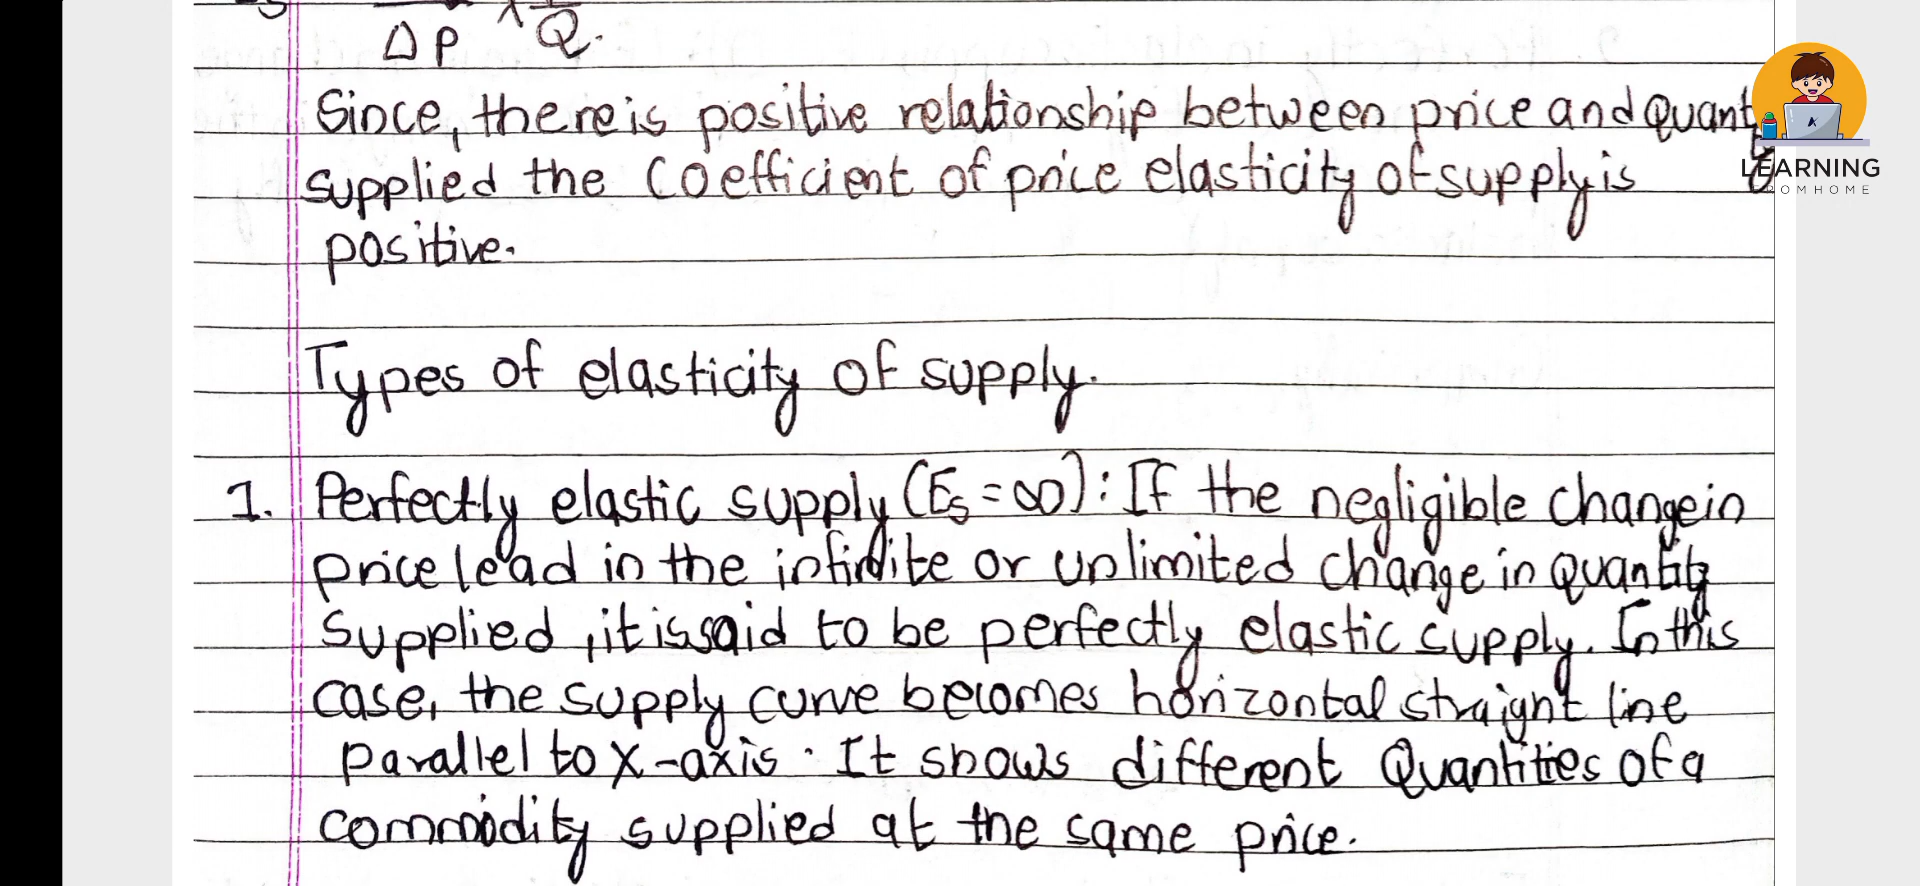 ΔP × Q.
Since, there is positive relationship between price and Quantity
supplied the coefficient of price elasticity of supply is
positive.
Types of elasticity of supply.
1. Perfectly elastic supply (Es = ∞): If the negligible change in
price lead in the infinite or unlimited change in Quantity
supplied, it is said to be perfectly elastic supply. In this
case, the supply curve becomes horizontal straignt line
parallel to x-axis. It shows different Quantities of a
commodity supplied at the same price.
LEARNING
OMHOME